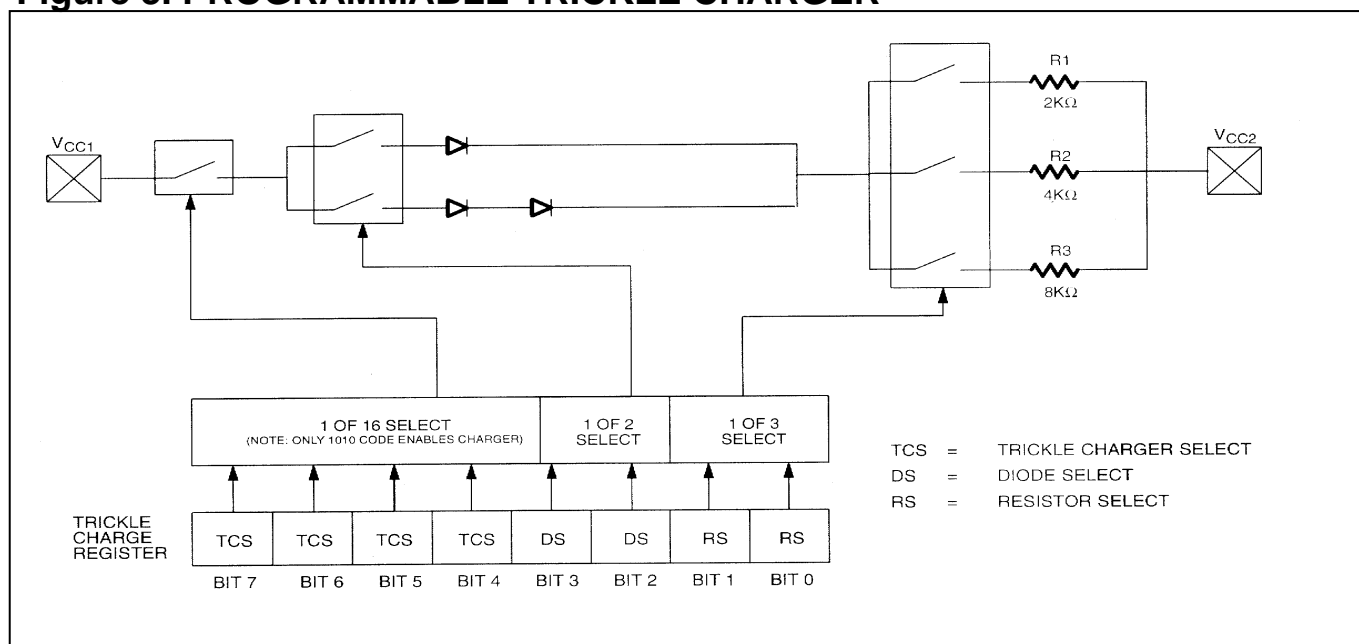 Figure 5. PROGRAMMABLE TRICKLE CHARGER
R1
2KΩ
VCC1
VCC2
R2
4KΩ
R3
8KΩ
1 OF 16 SELECT
(NOTE: ONLY 1010 CODE ENABLES CHARGER)
1 OF 2
SELECT
1 OF 3
SELECT
TCS = TRICKLE CHARGER SELECT
DS = DIODE SELECT
RS = RESISTOR SELECT
TRICKLE
CHARGE
REGISTER
TCS TCS TCS TCS DS DS RS RS
BIT 7 BIT 6 BIT 5 BIT 4 BIT 3 BIT 2 BIT 1 BIT 0